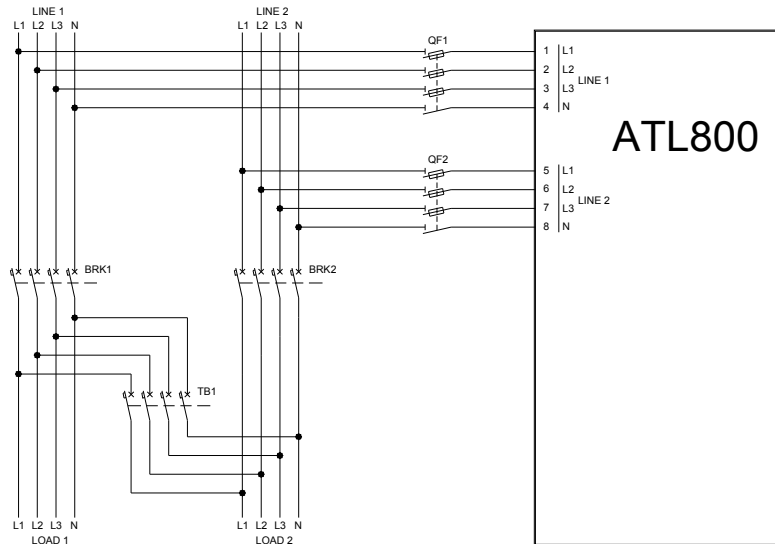 LINE 1
L1 L2 L3 N
LINE 2
L1 L2 L3 N
QF1
1 L1
2 L2
3 L3
4 N
LINE 1
ATL800
QF2
5 L1
6 L2
7 L3
8 N
LINE 2
BRK1
BRK2
TB1
L1 L2 L3 N
LOAD 1
L1 L2 L3 N
LOAD 2